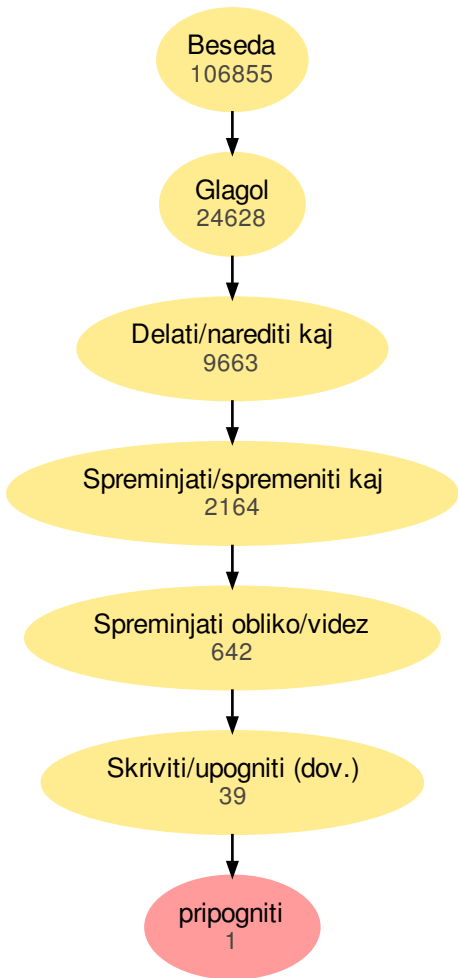 Beseda
106855
Glagol
24628
Delati/narediti kaj
9663
Spreminjati/spremeniti kaj
2164
Spreminjati obliko/videz
642
Skriviti/upogniti (dov.)
39
pripogniti
1